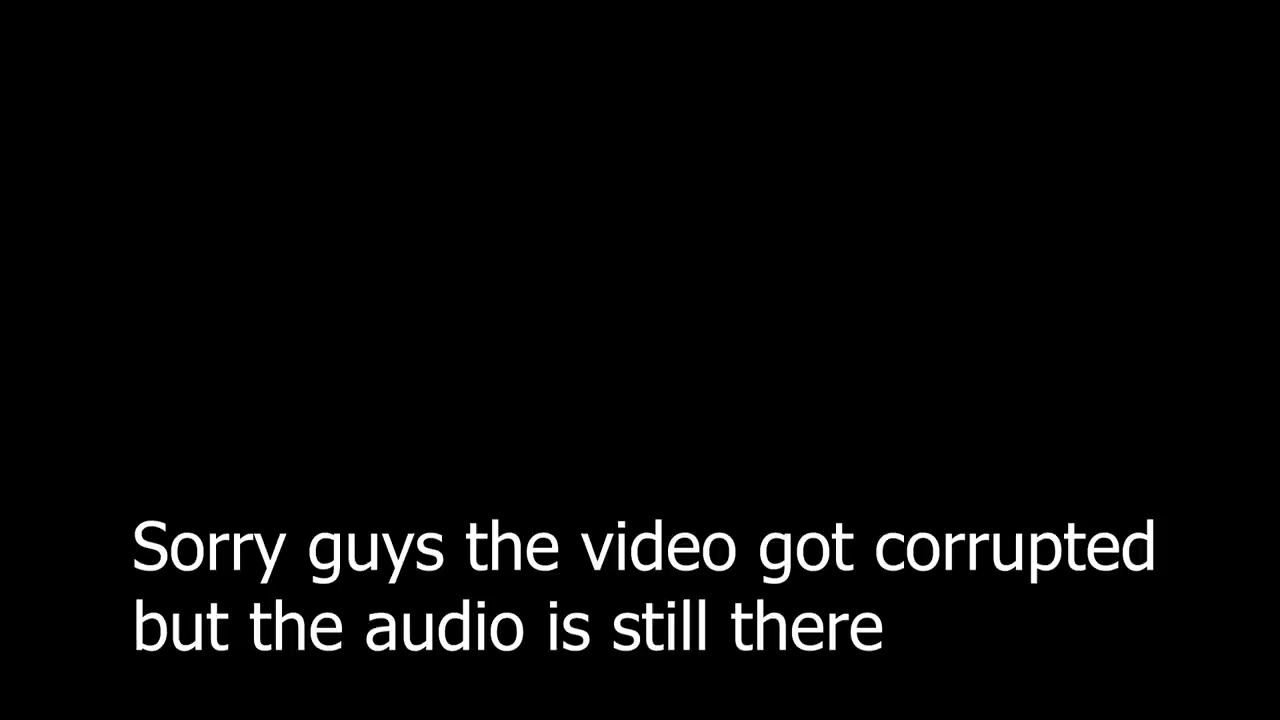 Sorry guys the video got corrupted
but the audio is still there